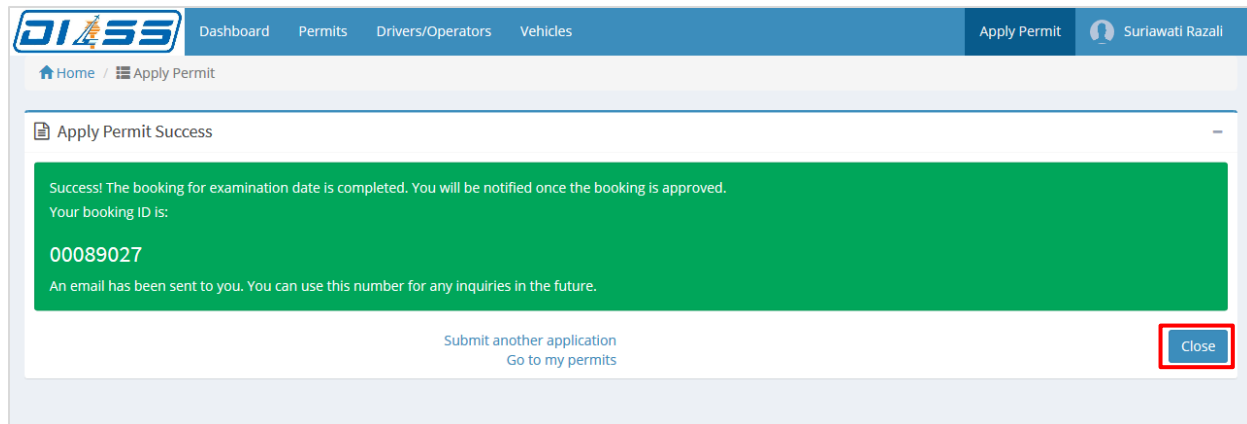 DIASS Dashboard Permits Drivers/Operators Vehicles Apply Permit Suriawati Razali
Home / Apply Permit
Apply Permit Success
Success! The booking for examination date is completed. You will be notified once the booking is approved.
Your booking ID is:
00089027
An email has been sent to you. You can use this number for any inquiries in the future.
Submit another application
Go to my permits
Close